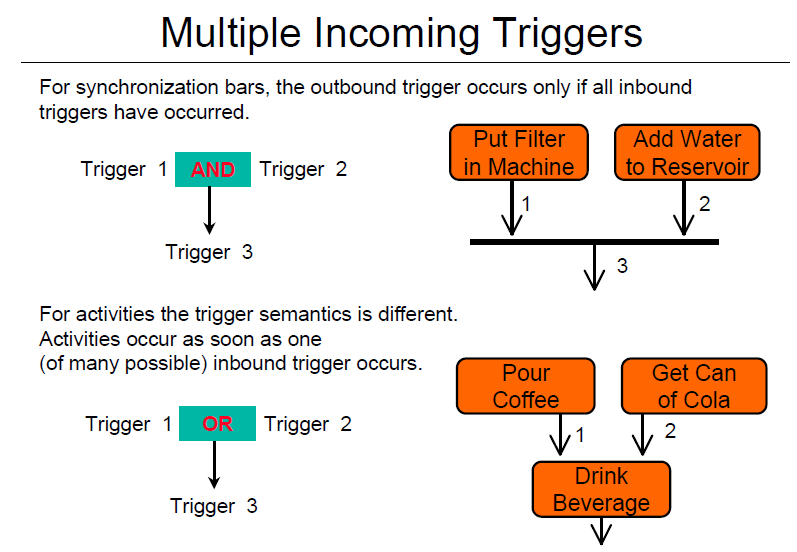 Multiple Incoming Triggers
For synchronization bars, the outbound trigger occurs only if all inbound
triggers have occurred.
Trigger 1 AND Trigger 2
Trigger 3
Put Filter
in Machine
Add Water
to Reservoir
1
2
3
For activities the trigger semantics is different.
Activities occur as soon as one
(of many possible) inbound trigger occurs.
Trigger 1 OR Trigger 2
Trigger 3
Pour
Coffee
Get Can
of Cola
1
2
Drink
Beverage